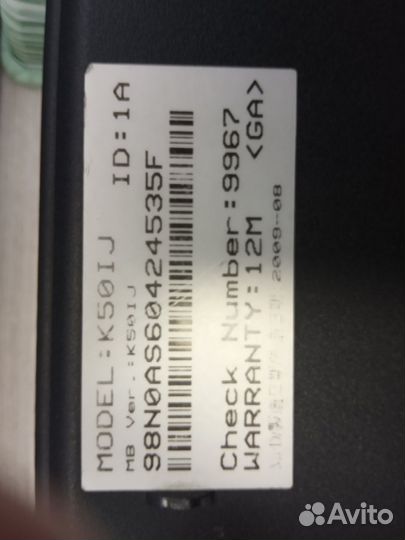 MODEL:K50IJ ID:1A
MB Ver.:K50IJ
98N0AS60424535F
Check Number:9967
WARRANTY:12M <GA>
2009-08
Avito